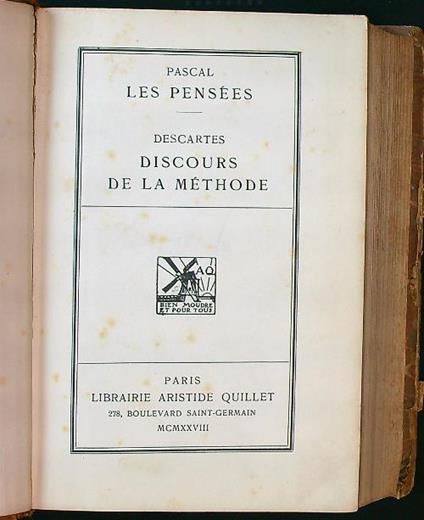 PASCAL
LES PENSÉES
DESCARTES
DISCOURS
DE LA MÉTHODE
AQ
BIEN MOUDRE
ET POUR TOUS
PARIS
LIBRAIRIE ARISTIDE QUILLET
278, BOULEVARD SAINT-GERMAIN
MCMXXVIII